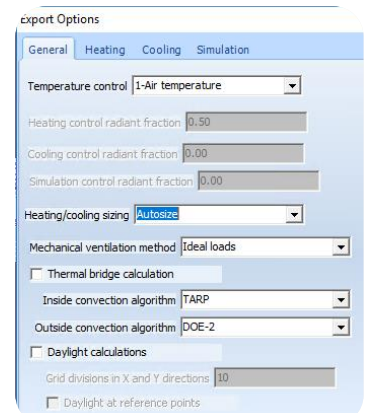 Export Options
General Heating Cooling Simulation
Temperature control 1-Air temperature
Heating control radiant fraction 0.50
Cooling control radiant fraction 0.00
Simulation control radiant fraction 0.00
Heating/cooling sizing Autosize
Mechanical ventilation method Ideal loads
Thermal bridge calculation
Inside convection algorithm TARP
Outside convection algorithm DOE-2
Daylight calculations
Grid divisions in X and Y directions 10
Daylight at reference points